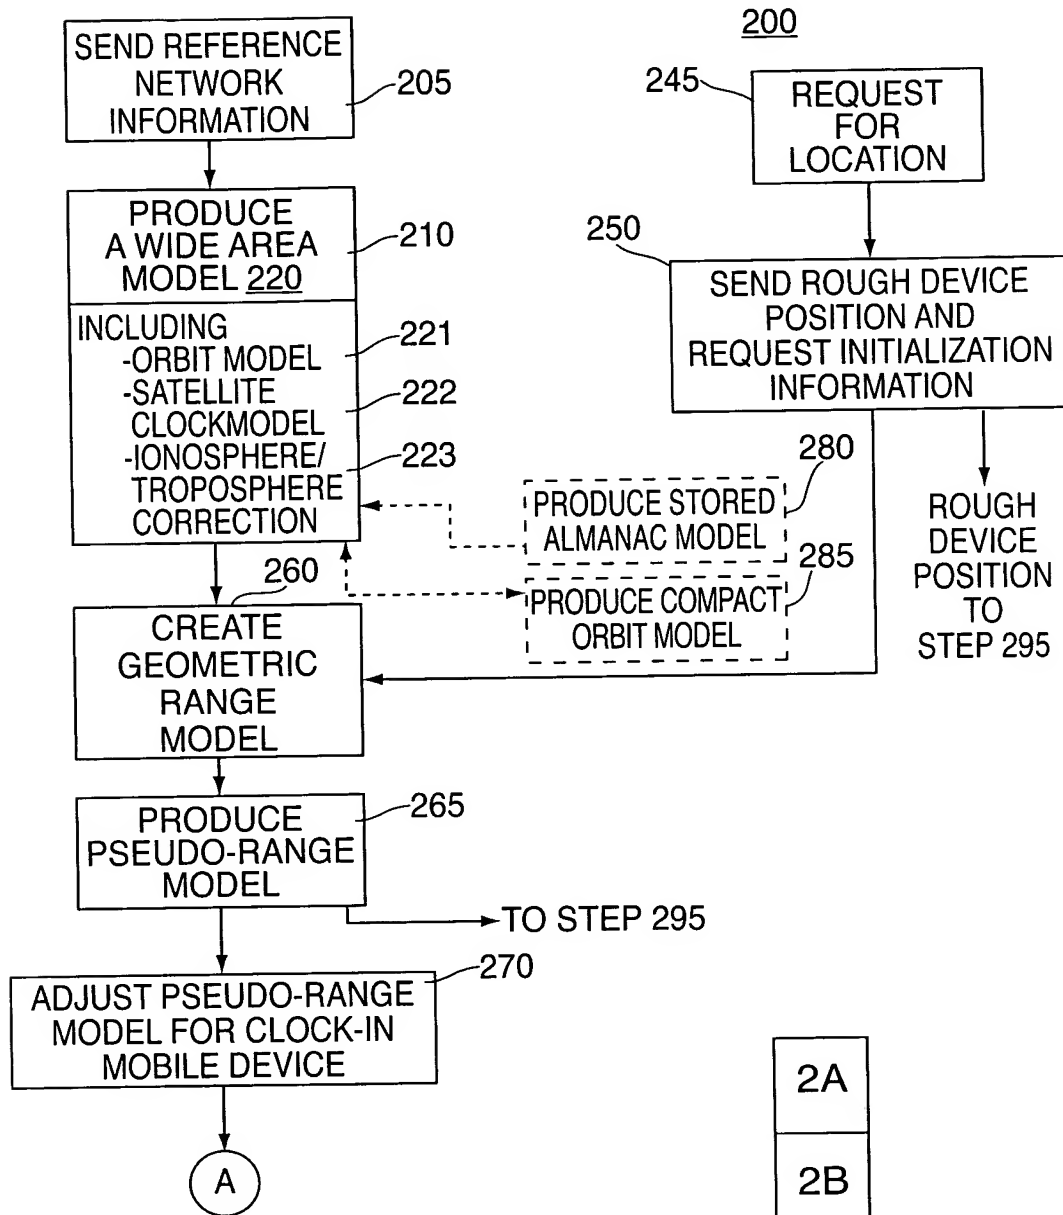 200
SEND REFERENCE
NETWORK
INFORMATION
205
PRODUCE
A WIDE AREA
MODEL 220
210
INCLUDING
-ORBIT MODEL
221
-SATELLITE
CLOCKMODEL
222
-IONOSPHERE/
TROPOSPHERE
CORRECTION
223
245
REQUEST
FOR
LOCATION
250
SEND ROUGH DEVICE
POSITION AND
REQUEST INITIALIZATION
INFORMATION
280
PRODUCE STORED
ALMANAC MODEL
285
PRODUCE COMPACT
ORBIT MODEL
ROUGH
DEVICE
POSITION
TO
STEP 295
260
CREATE
GEOMETRIC
RANGE
MODEL
PRODUCE
PSEUDO-RANGE
MODEL
265
TO STEP 295
270
ADJUST PSEUDO-RANGE
MODEL FOR CLOCK-IN
MOBILE DEVICE
A
2A
2B